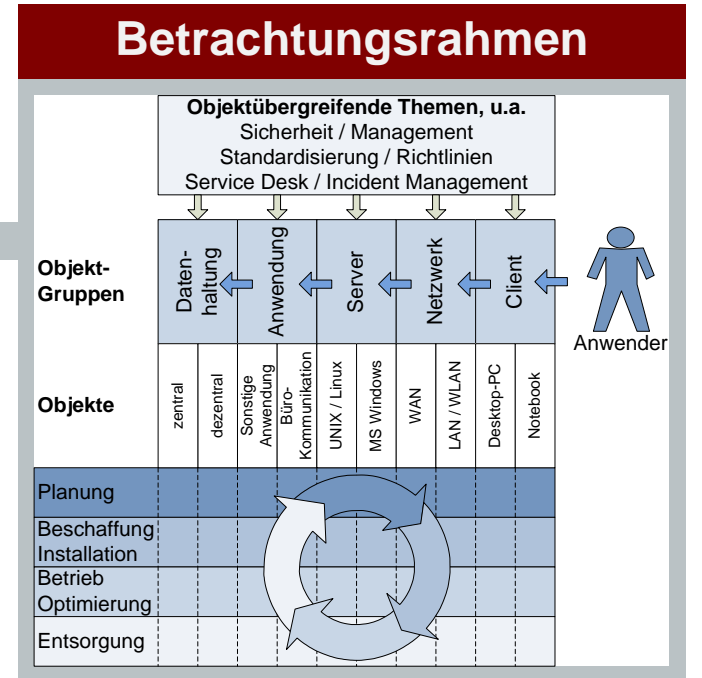 Betrachtungsrahmen
Objektübergreifende Themen, u.a.
Sicherheit / Management
Standardisierung / Richtlinien
Service Desk / Incident Management
Objekt-
Gruppen
Daten-
haltung
Anwendung
Server
Netzwerk
Client
Anwender
Objekte
zentral
dezentral
Sonstige
Anwendung
Büro-
Kommunikation
UNIX / Linux
MS Windows
WAN
LAN / WLAN
Desktop-PC
Notebook
Planung
Beschaffung
Installation
Betrieb
Optimierung
Entsorgung